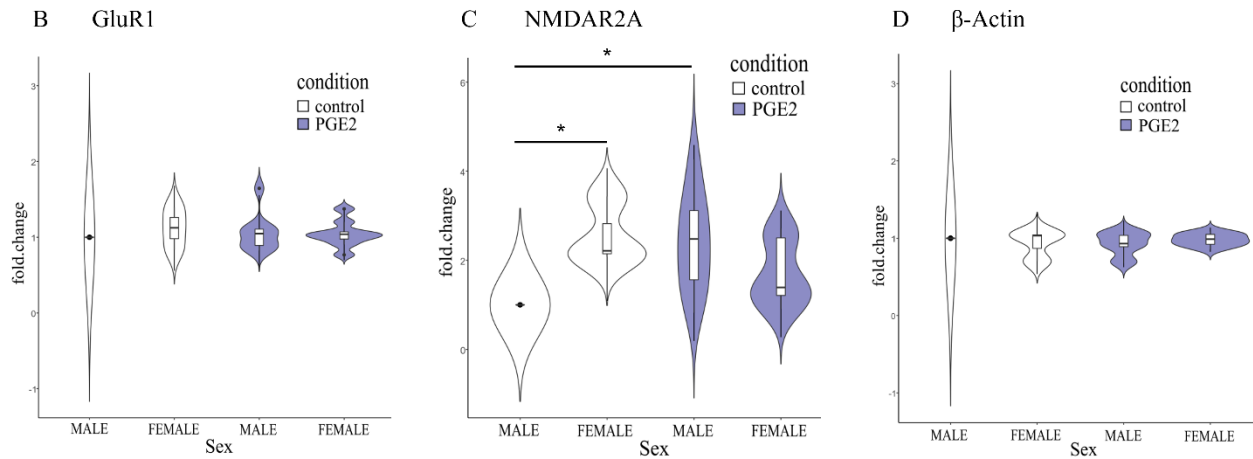 B GluR1
fold.change
3
2
1
0
-1
condition
control
PGE2
MALE FEMALE MALE FEMALE
Sex
C NMDAR2A
fold.change
6
4
2
0
*
*
condition
control
PGE2
MALE FEMALE MALE FEMALE
Sex
D β-Actin
fold.change
3
2
1
0
-1
condition
control
PGE2
MALE FEMALE MALE FEMALE
Sex